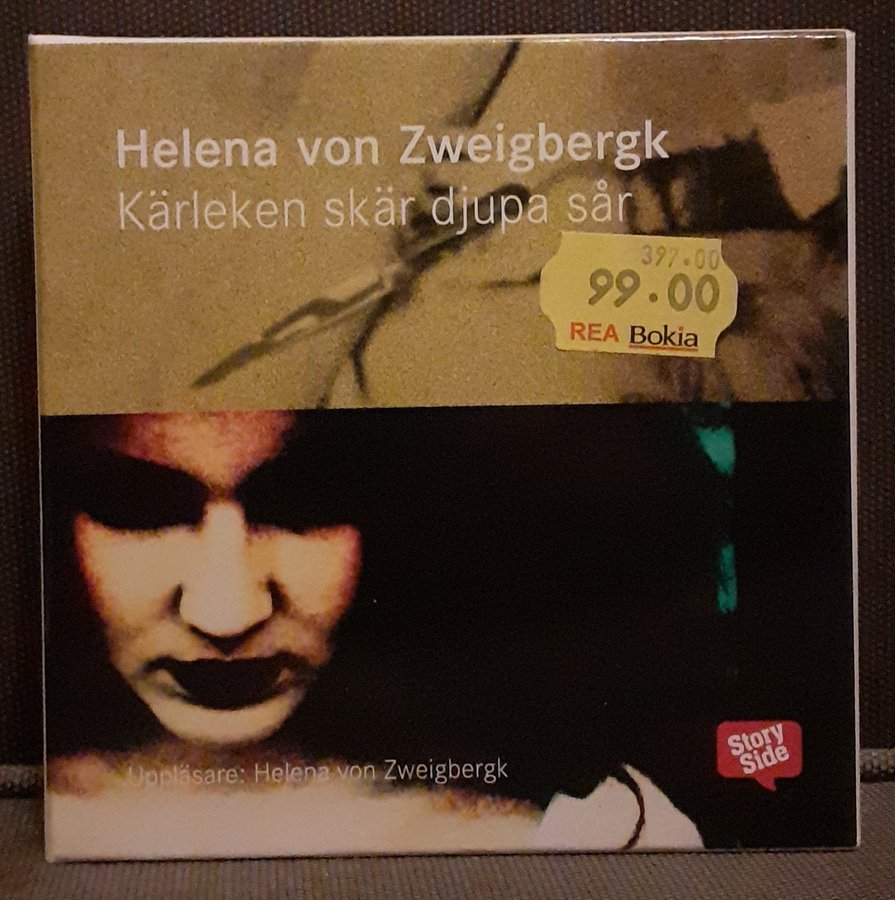 Helena von Zweigbergk
Kärleken skär djupa sår
397.00
99.00
REA Bokia
Uppläsare: Helena von Zweigbergk
Story
Side